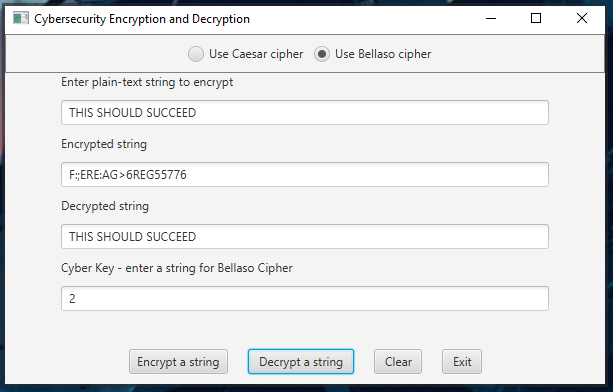 Cybersecurity Encryption and Decryption
Use Caesar cipher Use Bellaso cipher
Enter plain-text string to encrypt
THIS SHOULD SUCCEED
Encrypted string
F:;ERE:AG>6REG55776
Decrypted string
THIS SHOULD SUCCEED
Cyber Key - enter a string for Bellaso Cipher
2
Encrypt a string Decrypt a string Clear Exit